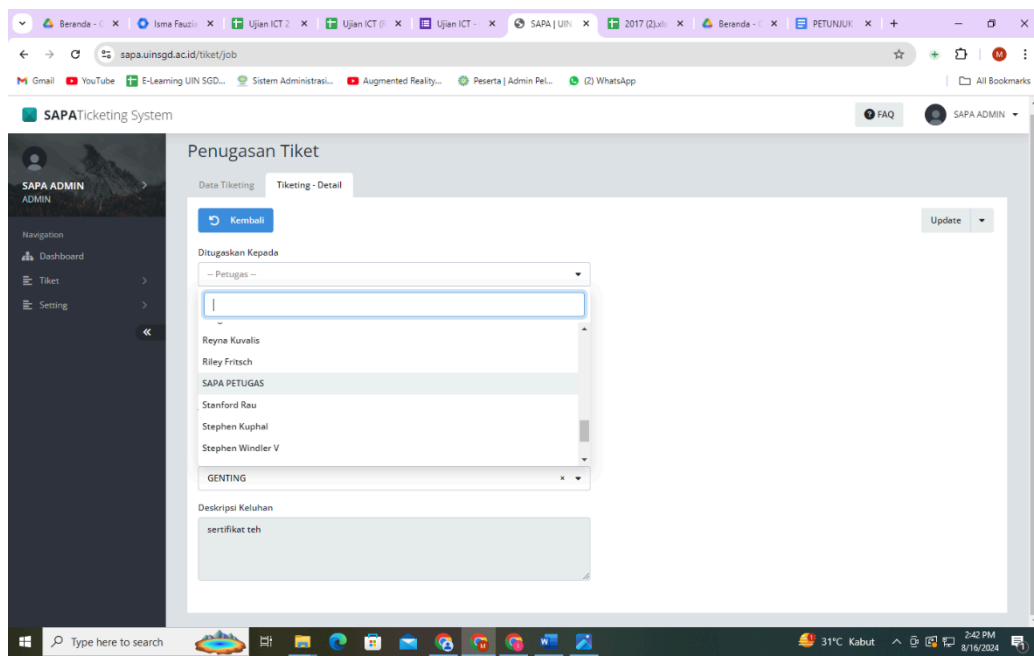 Beranda - C
Isma Fauzia
Ujian ICT 2
Ujian ICT (F
Ujian ICT -
SAPA | UIN
2017 (2).xls
Beranda - C
PETUNJUK
sapa.uinsgd.ac.id/tiket/job
M
Gmail
YouTube
E-Learning UIN SGD...
Sistem Administrasi...
Augmented Reality...
Peserta | Admin Pel...
(2) WhatsApp
All Bookmarks
SAPATicketing System
FAQ
SAPA ADMIN
SAPA ADMIN
ADMIN
Navigation
Dashboard
Tiket
Setting
Penugasan Tiket
Data Tiketing
Tiketing - Detail
Kembali
Update
Ditugaskan Kepada
-- Petugas --
Reyna Kuvalis
Riley Fritsch
SAPA PETUGAS
Stanford Rau
Stephen Kuphal
Stephen Windler V
GENTING
×
Deskripsi Keluhan
sertifikat teh
Type here to search
31°C Kabut
2:42 PM
8/16/2024